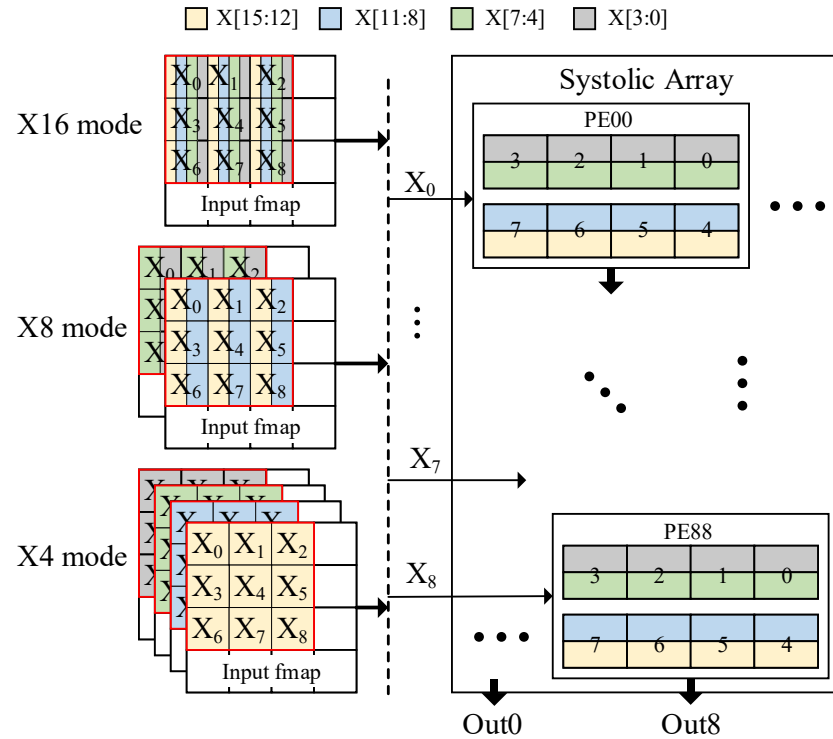 X[15:12] X[11:8] X[7:4] X[3:0]
Systolic Array
X16 mode
X0 X1 X2
X3 X4 X5
X6 X7 X8
Input fmap
X0
PE00
3 2 1 0
7 6 5 4
X8 mode
X0 X1 X2
X0 X1 X2
X3 X4 X5
X6 X7 X8
Input fmap
X7
X4 mode
X0 X1 X2
X3 X4 X5
X6 X7 X8
Input fmap
X8
PE88
3 2 1 0
7 6 5 4
Out0 Out8